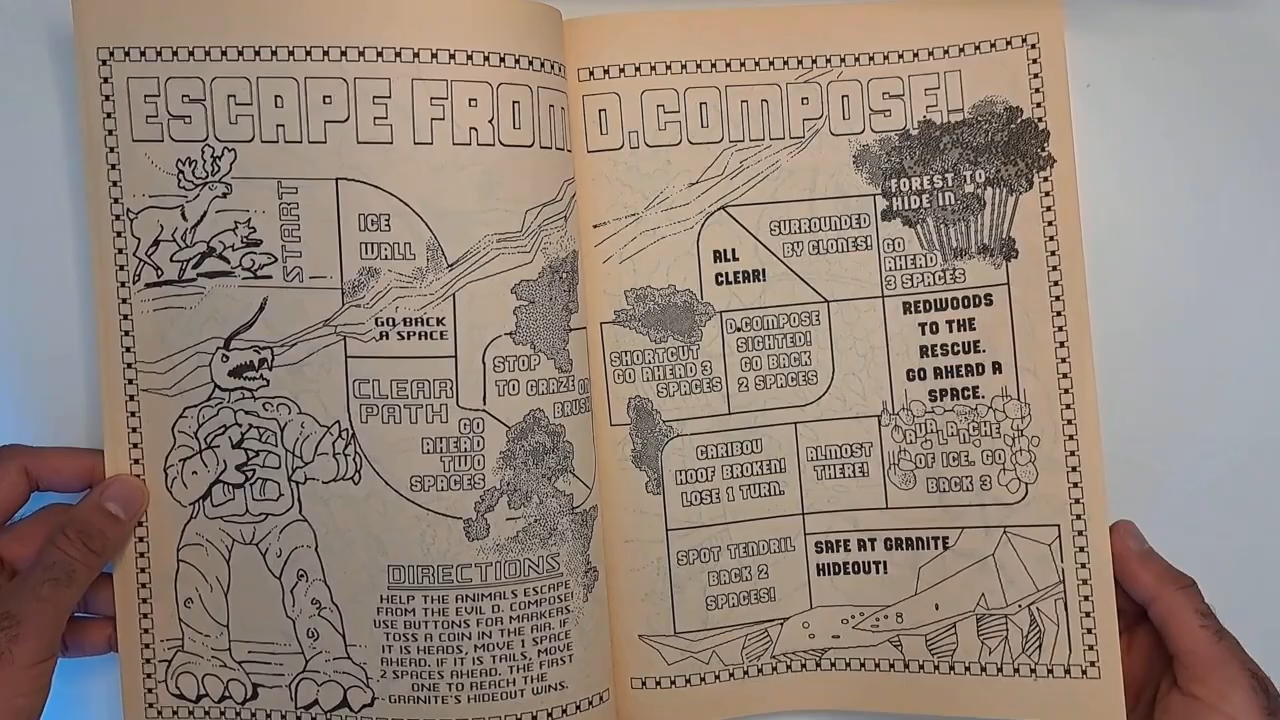 ESCAPE FROM D.COMPOSE!
START
ICE
WALL
GO BACK
A SPACE
CLEAR
PATH
GO
AHEAD
TWO
SPACES
STOP
TO GRAZE ON
BRUSH
SHORTCUT
GO AHEAD 3
SPACES
D.COMPOSE
SIGHTED!
GO BACK
2 SPACES
ALL
CLEAR!
SURROUNDED
BY CLONES!
FOREST TO
HIDE IN
GO
AHEAD
3 SPACES
REDWOODS
TO THE
RESCUE.
GO AHEAD A
SPACE.
AVALANCHE
OF ICE. GO
BACK 3
ALMOST
THERE!
CARIBOU
HOOF BROKEN!
LOSE 1 TURN.
SPOT TENDRIL
BACK 2
SPACES!
SAFE AT GRANITE
HIDEOUT!
DIRECTIONS
HELP THE ANIMALS ESCAPE
FROM THE EVIL D. COMPOSE!
USE BUTTONS FOR MARKERS.
TOSS A COIN IN THE AIR. IF
IT IS HEADS, MOVE 1 SPACE
AHEAD. IF IT IS TAILS, MOVE
2 SPACES AHEAD. THE FIRST
ONE TO REACH THE
GRANITE'S HIDEOUT WINS.